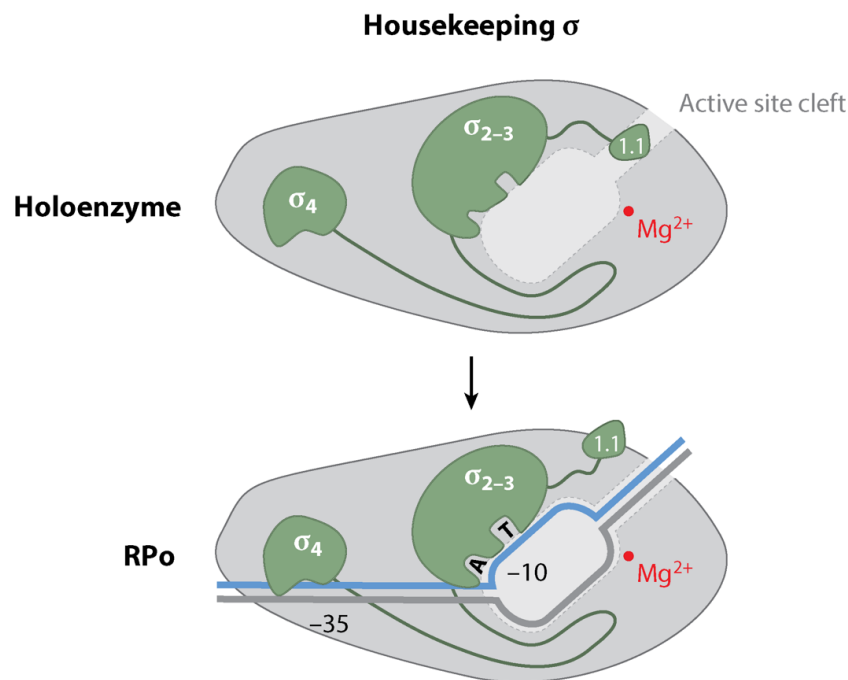 Housekeeping σ
Active site cleft
σ2–3
1.1
Holoenzyme
σ4
Mg2+
1.1
σ2–3
RPo
σ4
A
T
–10
Mg2+
–35